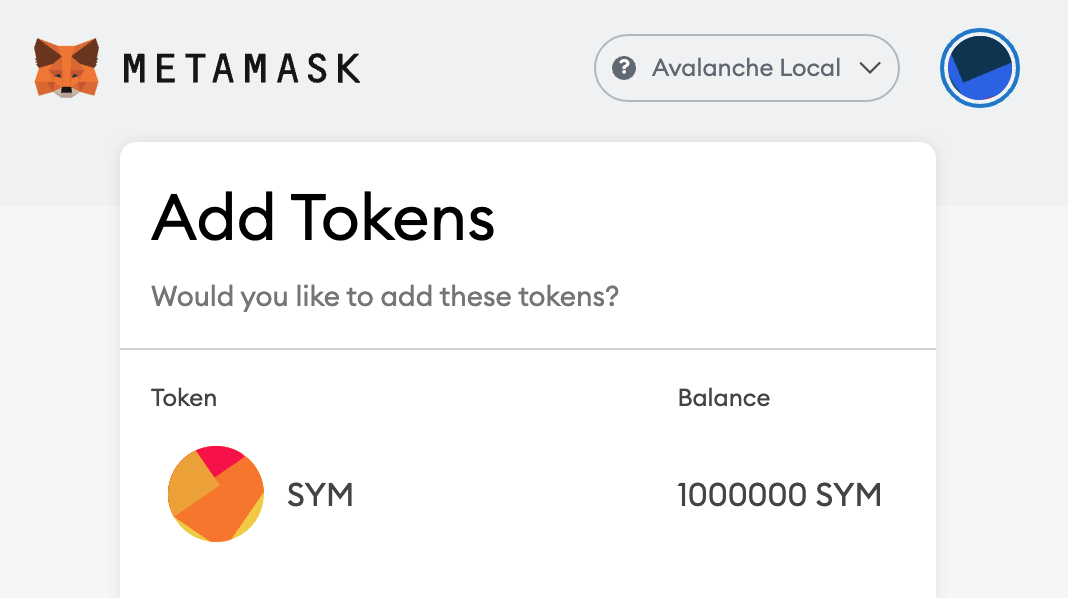 METAMASK
? Avalanche Local
Add Tokens
Would you like to add these tokens?
Token Balance
SYM 1000000 SYM